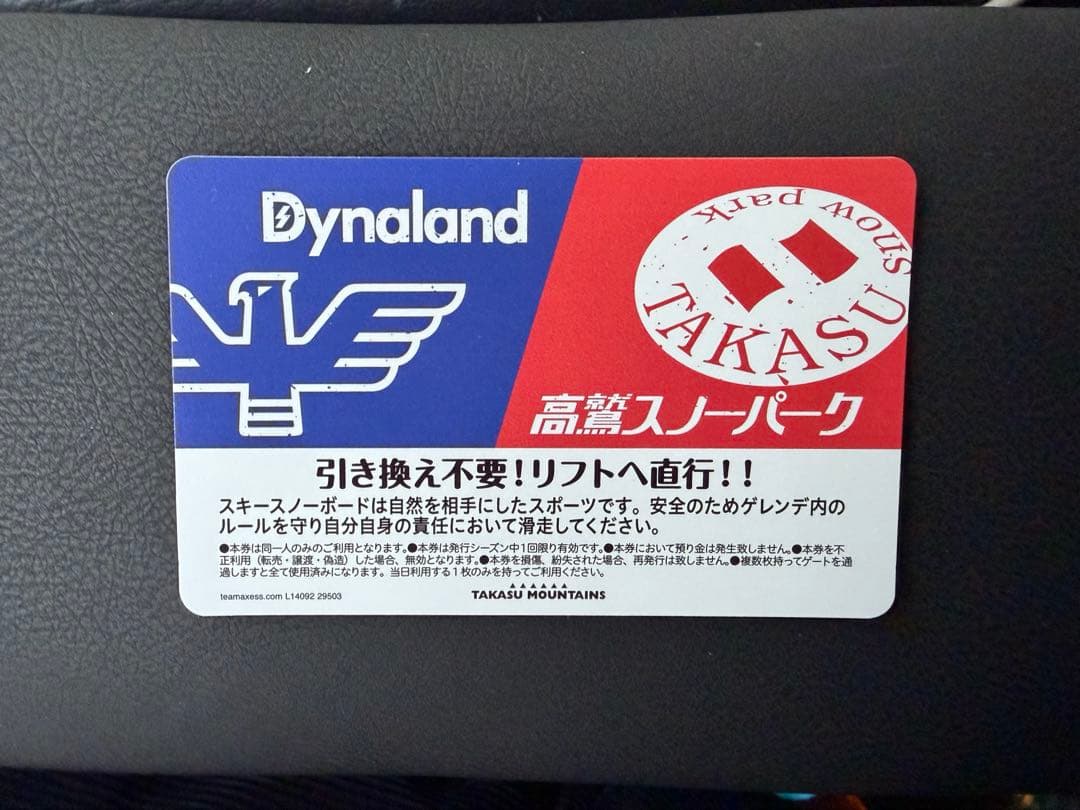 Dynaland
snow park
TAKASU
高鷲スノーパーク
引き換え不要!リフトへ直行!!
スキースノーボードは自然を相手にしたスポーツです。安全のためゲレンデ内の
ルールを守り自分自身の責任において滑走してください。
●本券は同一人のみのご利用となります。●本券は発行シーズン中1回限り有効です。●本券において預り金は発生致しません。●本券を不
正利用(転売・譲渡・偽造)した場合、無効となります。●本券を損傷、紛失された場合、再発行は致しません。●複数枚持ってゲートを通
過しますと全て使用済みになります。当日利用する1枚のみを持ってご利用ください。
teamaxess.com L14092 29503
TAKASU MOUNTAINS